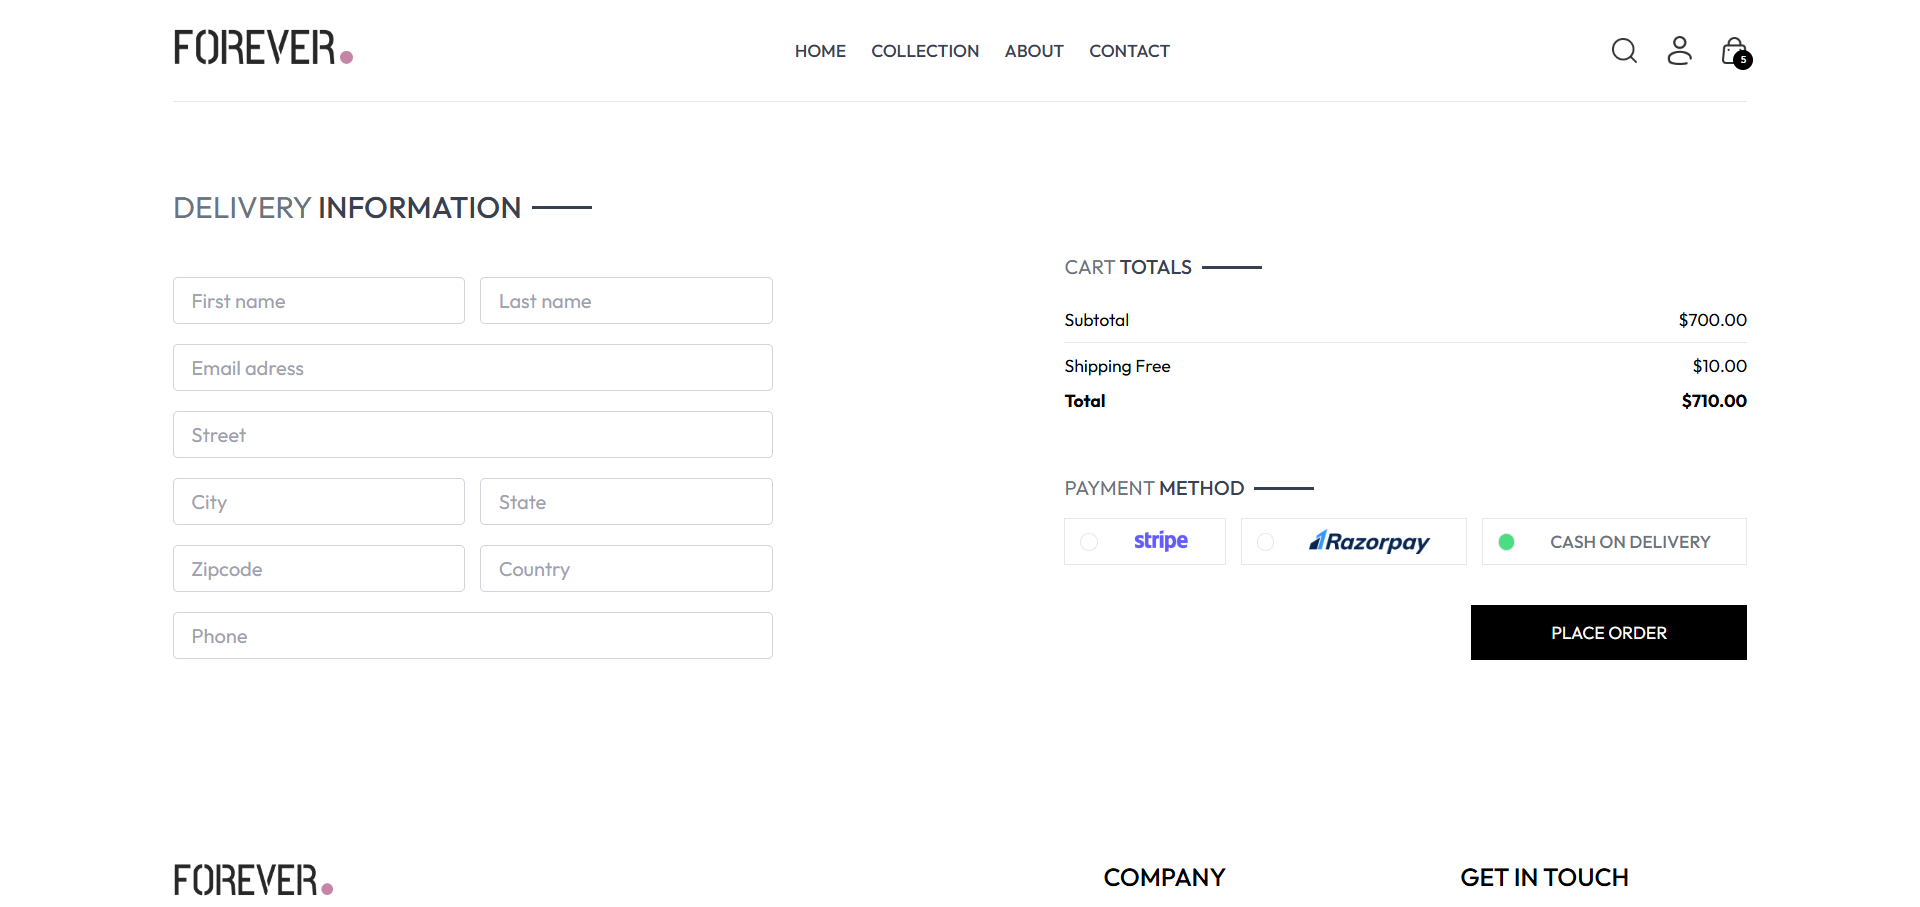 FOREVER.
HOME COLLECTION ABOUT CONTACT
5
DELIVERY INFORMATION
First name Last name
Email adress
Street
City State
Zipcode Country
Phone
CART TOTALS
Subtotal $700.00
Shipping Free $10.00
Total $710.00
PAYMENT METHOD
stripe Razorpay CASH ON DELIVERY
PLACE ORDER
FOREVER.
COMPANY
GET IN TOUCH